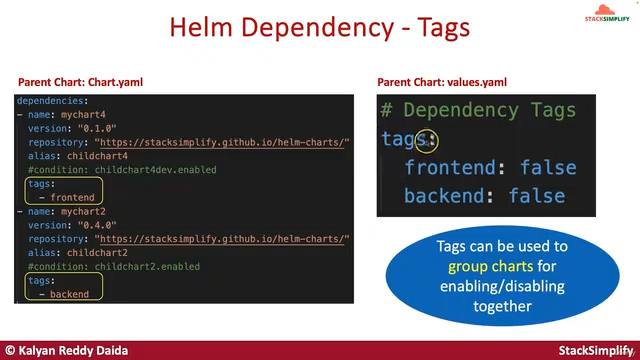 STACKSIMPLIFY
Helm Dependency - Tags
Parent Chart: Chart.yaml
dependencies:
- name: mychart4
version: "0.1.0"
repository: "https://stacksimplify.github.io/helm-charts/"
alias: childchart4
#condition: childchart4dev.enabled
tags:
- frontend
- name: mychart2
version: "0.4.0"
repository: "https://stacksimplify.github.io/helm-charts/"
alias: childchart2
#condition: childchart2.enabled
tags:
- backend
Parent Chart: values.yaml
# Dependency Tags
tags:
frontend: false
backend: false
Tags can be used to
group charts for
enabling/disabling
together
© Kalyan Reddy Daida
StackSimplify